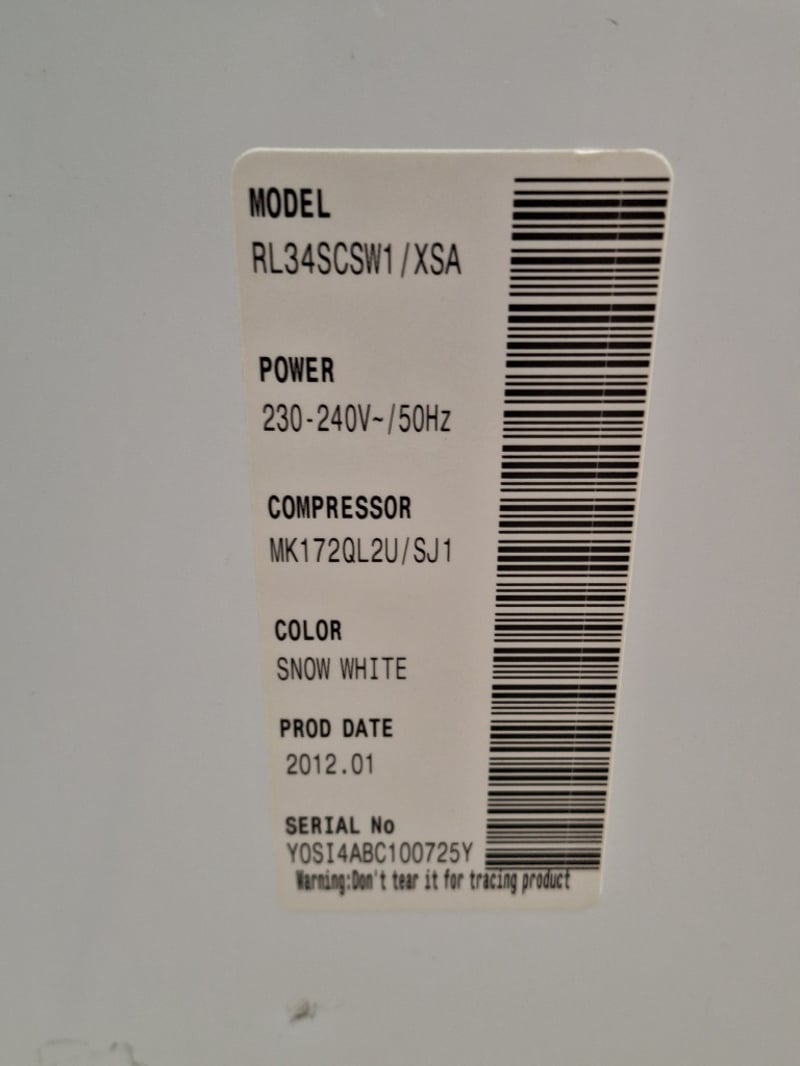 MODEL
RL34SCSW1/XSA
POWER
230-240V~/50Hz
COMPRESSOR
MK172QL2U/SJ1
COLOR
SNOW WHITE
PROD DATE
2012.01
SERIAL No
Y0SI4ABC100725Y
Warning:Don't tear it for tracing product